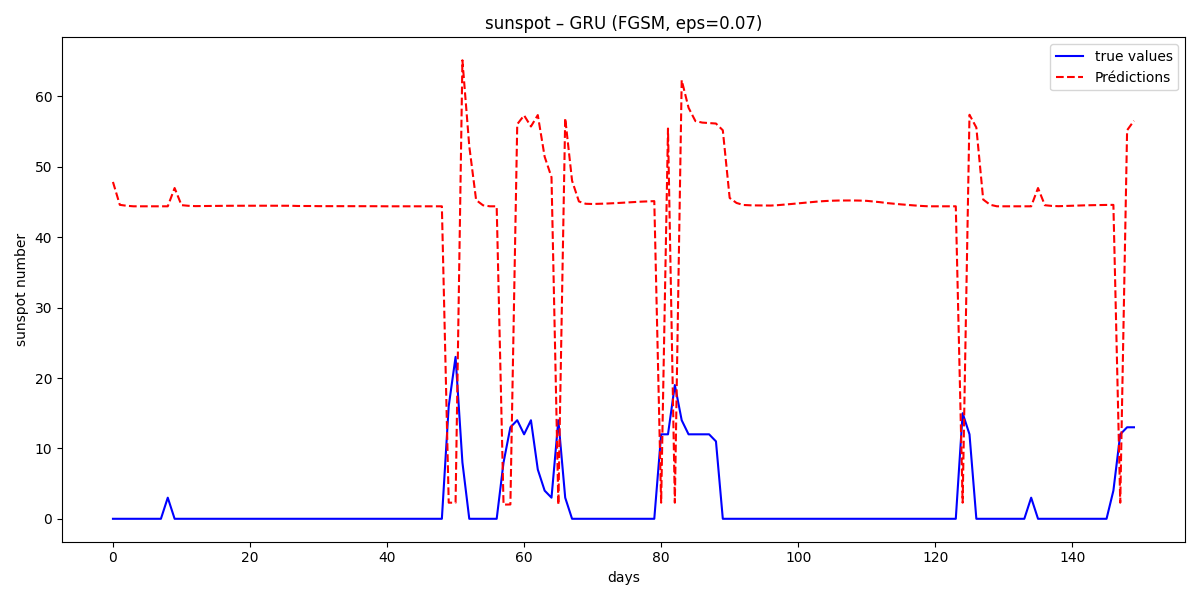 sunspot – GRU (FGSM, eps=0.07)
true values
Prédictions
sunspot number
60
50
40
30
20
10
0
0 20 40 60 80 100 120 140
days